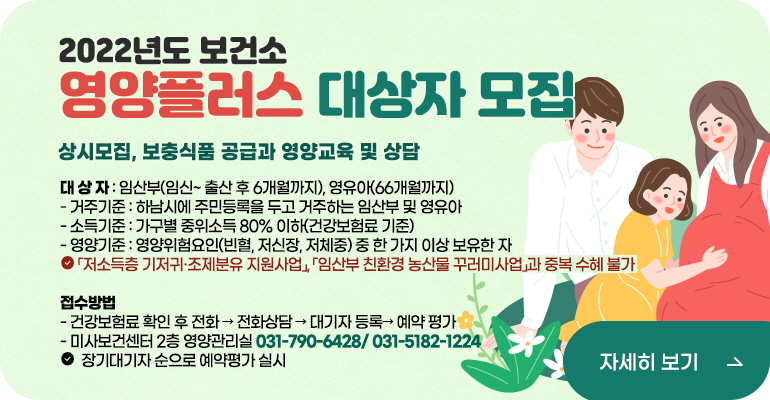 2022년도 보건소
영양플러스 대상자 모집
상시모집, 보충식품 공급과 영양교육 및 상담
대 상 자 : 임산부(임신~ 출산 후 6개월까지), 영유아(66개월까지)
- 거주기준 : 하남시에 주민등록을 두고 거주하는 임산부 및 영유아
- 소득기준 : 가구별 중위소득 80% 이하(건강보험료 기준)
- 영양기준 : 영양위험요인(빈혈, 저신장, 저체중) 중 한 가지 이상 보유한 자
「저소득층 기저귀·조제분유 지원사업」, 「임산부 친환경 농산물 꾸러미사업」과 중복 수혜 불가
접수방법
- 건강보험료 확인 후 전화 → 전화상담 → 대기자 등록→ 예약 평가
- 미사보건센터 2층 영양관리실 031-790-6428/ 031-5182-1224
장기대기자 순으로 예약평가 실시
자세히 보기